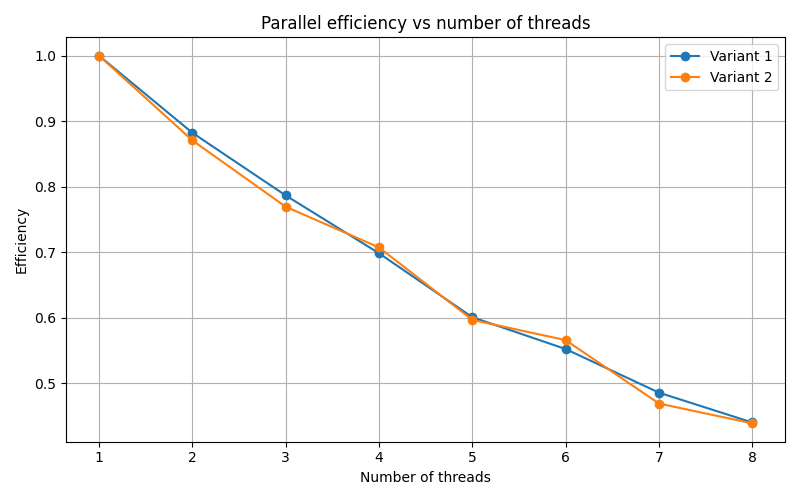 Parallel efficiency vs number of threads
Variant 1
Variant 2
Efficiency
1.0
0.9
0.8
0.7
0.6
0.5
1 2 3 4 5 6 7 8
Number of threads